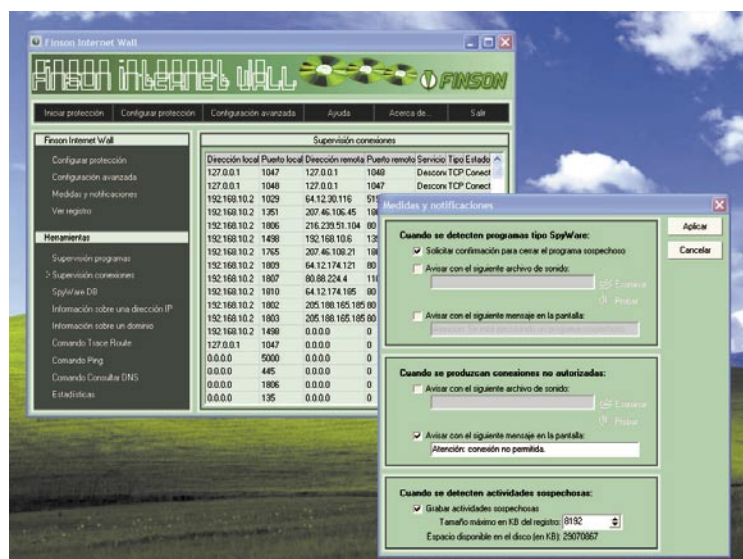 Finson Internet Wall
FINSON INTERNET WALL
FINSON
Iniciar protección Configurar protección Configuración avanzada Ayuda Acerca de... Salir
Finson Internet Wall
Configurar protección
Configuración avanzada
Medidas y notificaciones
Ver registro
Herramientas
Supervisión programas
> Supervisión conexiones
SpyWare DB
Información sobre una dirección IP
Información sobre un dominio
Comando Trace Route
Comando Ping
Comando Consultar DNS
Estadísticas
Supervisión conexiones
Dirección local Puerto local Dirección remota Puerto remoto Servicio Tipo Estado
127.0.0.1 1047 127.0.0.1 1048 Descon TCP Conect
127.0.0.1 1048 127.0.0.1 1047 Descon TCP Conect
192.168.10.2 1029 64.12.30.116
192.168.10.2 1351 207.46.106.45
192.168.10.2 1806 216.239.51.104 80
192.168.10.2 1498 192.168.10.6
192.168.10.2 1765 207.46.108.21
192.168.10.2 1809 64.12.174.121 80
192.168.10.2 1807 80.88.224.4
192.168.10.2 1810 64.12.174.185 80
192.168.10.2 1802 205.188.165.185 80
192.168.10.2 1803 205.188.165.185 80
192.168.10.2 1498 0.0.0.0 0
127.0.0.1 1047 0.0.0.0 0
0.0.0.0 5000 0.0.0.0 0
0.0.0.0 445 0.0.0.0 0
0.0.0.0 1806 0.0.0.0 0
0.0.0.0 135 0.0.0.0 0
Medidas y notificaciones
Aplicar
Cancelar
Cuando se detecten programas tipo SpyWare:
Solicitar confirmación para cerrar el programa sospechoso
Avisar con el siguiente archivo de sonido:
Examinar
Probar
Avisar con el siguiente mensaje en la pantalla:
Cuando se produzcan conexiones no autorizadas:
Avisar con el siguiente archivo de sonido:
Examinar
Probar
Avisar con el siguiente mensaje en la pantalla:
Atención: conexión no permitida.
Cuando se detecten actividades sospechosas:
Grabar actividades sospechosas
Tamaño máximo en KB del registro: 8192
Espacio disponible en el disco (en KB): 29070867